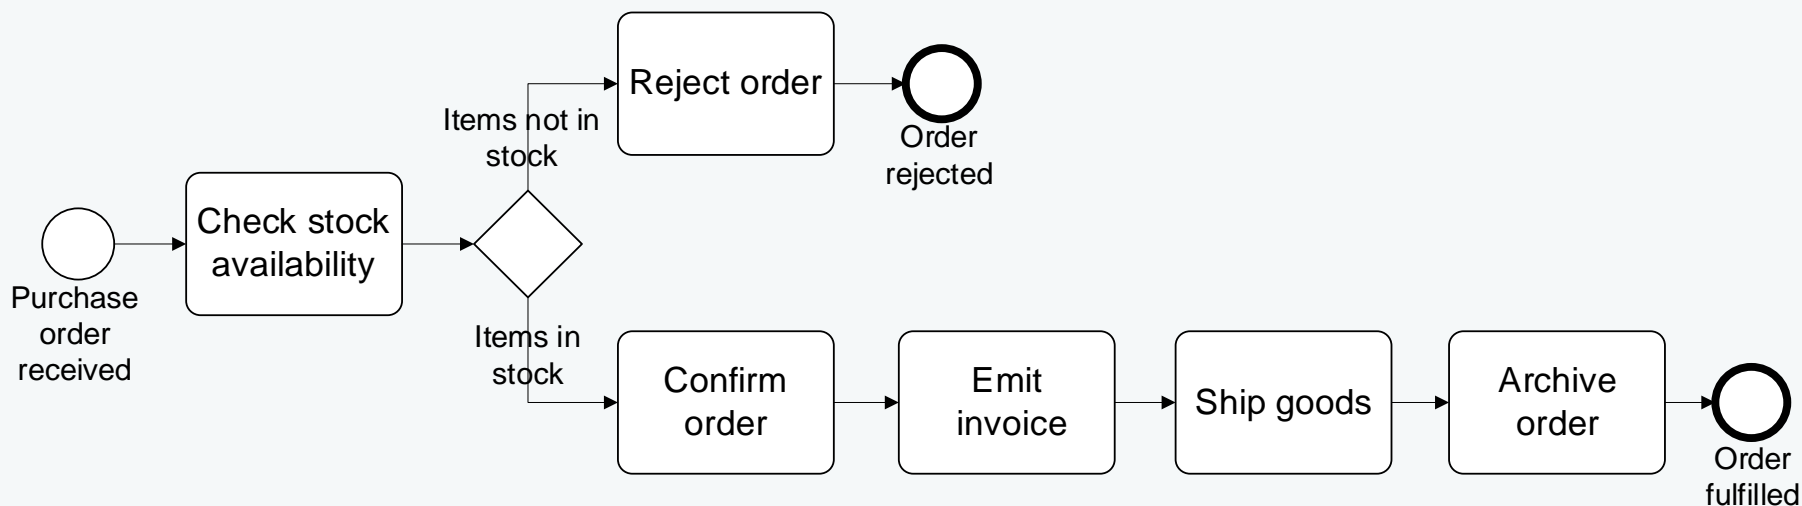 Purchase
order
received
Check stock
availability
Items not in
stock
Reject order
Order
rejected
Items in
stock
Confirm
order
Emit
invoice
Ship goods
Archive
order
Order
fulfilled